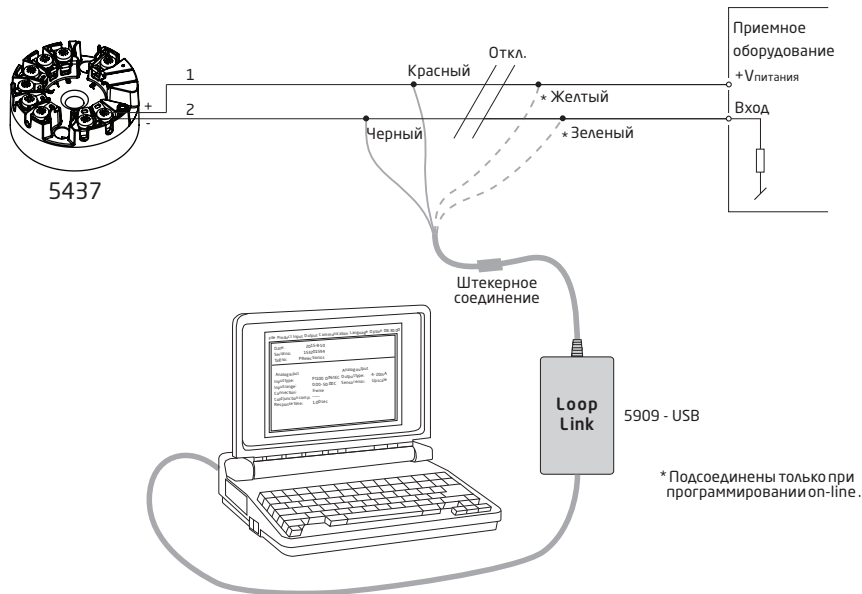 Приемное
оборудование
Откл.
1
Красный
+Vпитания
* Желтый
+
2
Вход
-
Черный
* Зеленый
5437
Штекерное
соединение
Loop
Link
5909 - USB
* Подсоединены только при
программировании on-line.